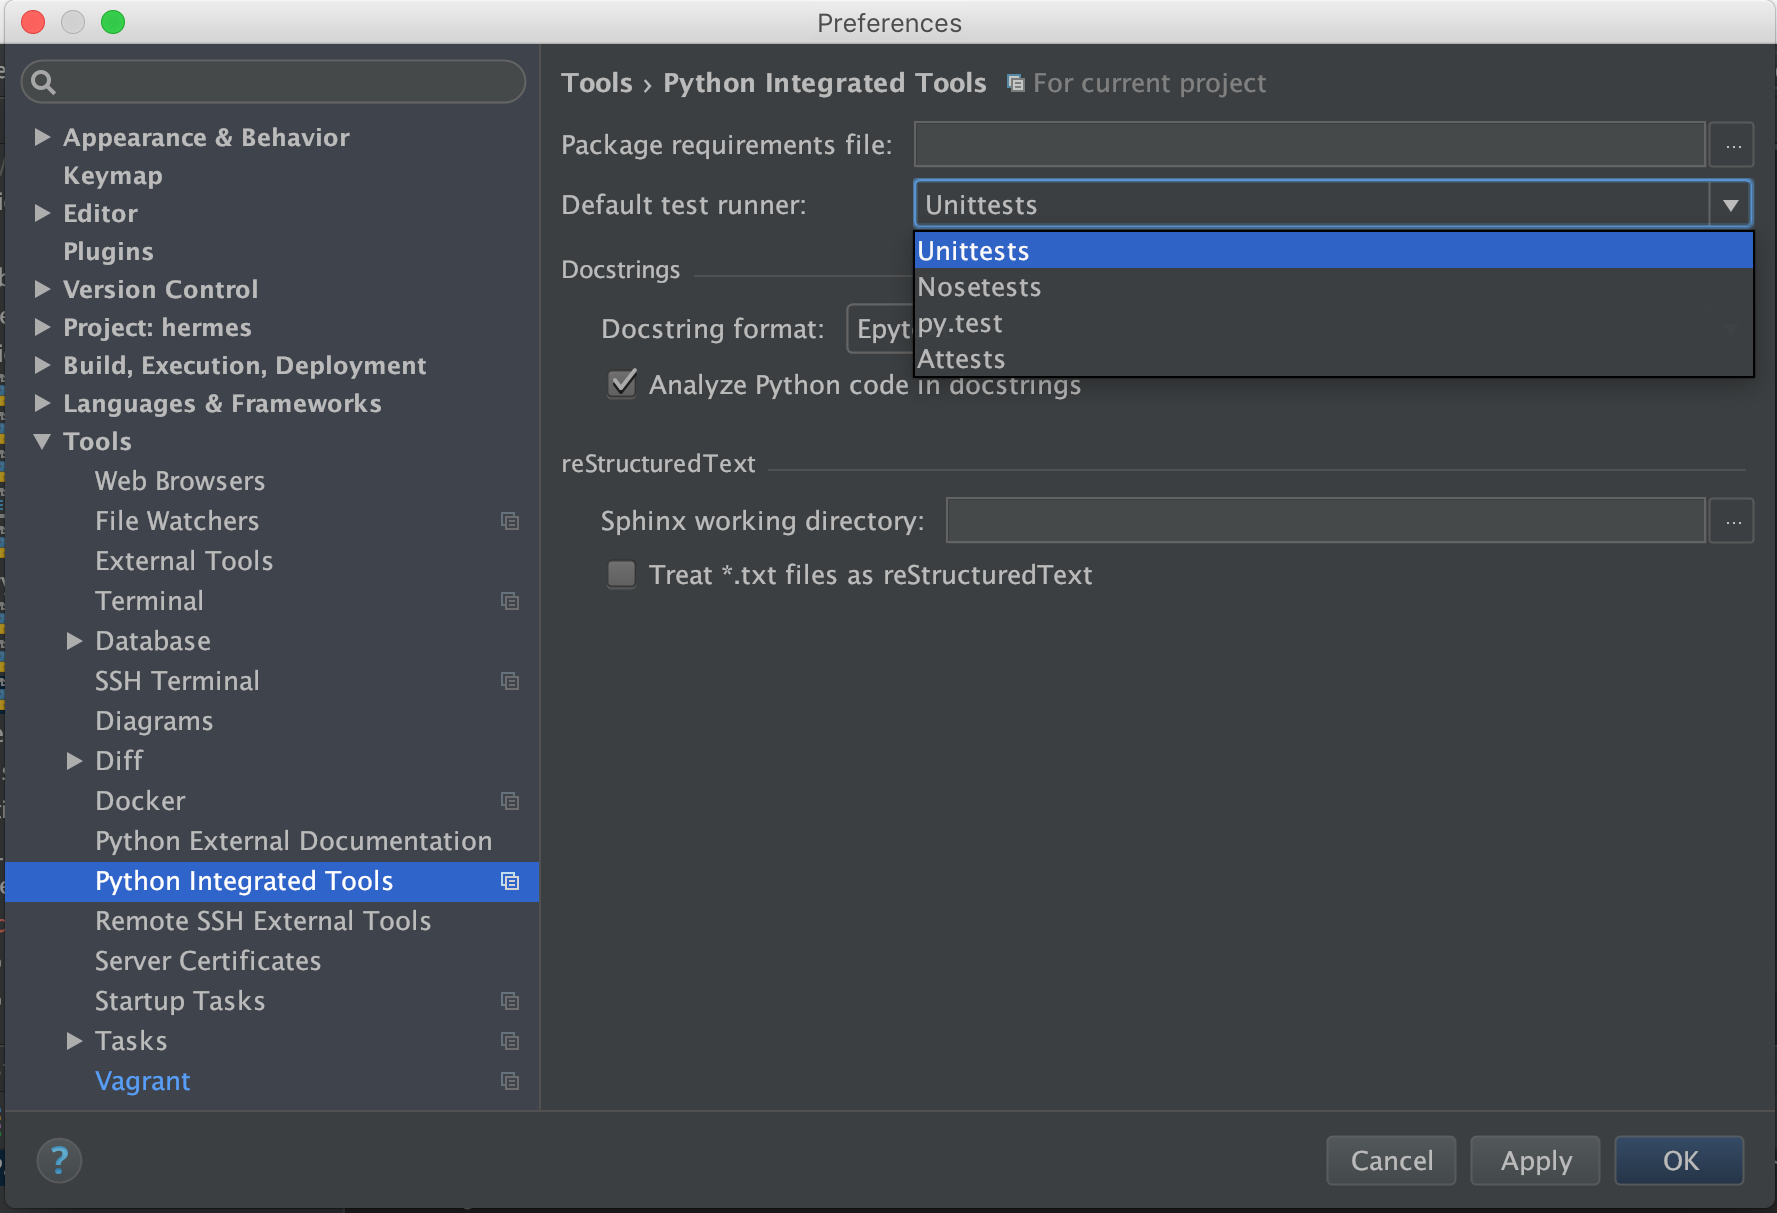 Preferences
Tools › Python Integrated Tools For current project
Appearance & Behavior
Keymap
Editor
Plugins
Version Control
Project: hermes
Build, Execution, Deployment
Languages & Frameworks
Tools
Web Browsers
File Watchers
External Tools
Terminal
Database
SSH Terminal
Diagrams
Diff
Docker
Python External Documentation
Python Integrated Tools
Remote SSH External Tools
Server Certificates
Startup Tasks
Tasks
Vagrant
Package requirements file: ...
Default test runner: Unittests
Unittests
Nosetests
py.test
Attests
Docstrings
Docstring format: Epyt
Analyze Python code in docstrings
reStructuredText
Sphinx working directory: ...
Treat *.txt files as reStructuredText
?
Cancel
Apply
OK